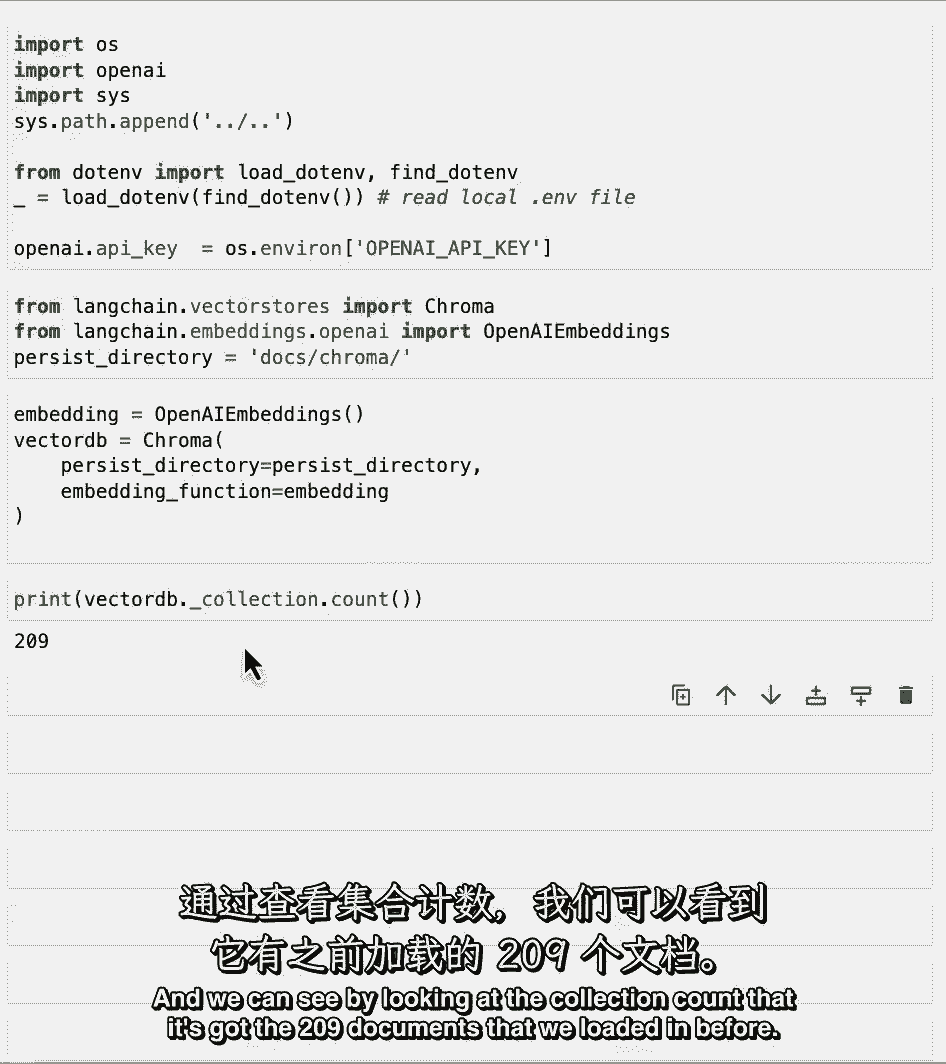 import os
import openai
import sys
sys.path.append('../..')
from dotenv import load_dotenv, find_dotenv
_ = load_dotenv(find_dotenv()) # read local .env file
openai.api_key  = os.environ['OPENAI_API_KEY']
from langchain.vectorstores import Chroma
from langchain.embeddings.openai import OpenAIEmbeddings
persist_directory = 'docs/chroma/'
embedding = OpenAIEmbeddings()
vectordb = Chroma(
    persist_directory=persist_directory,
    embedding_function=embedding
)
print(vectordb._collection.count())
209
通过查看集合计数，我们可以看到
它有之前加载的 209 个文档。
And we can see by looking at the collection count that
it's got the 209 documents that we loaded in before.